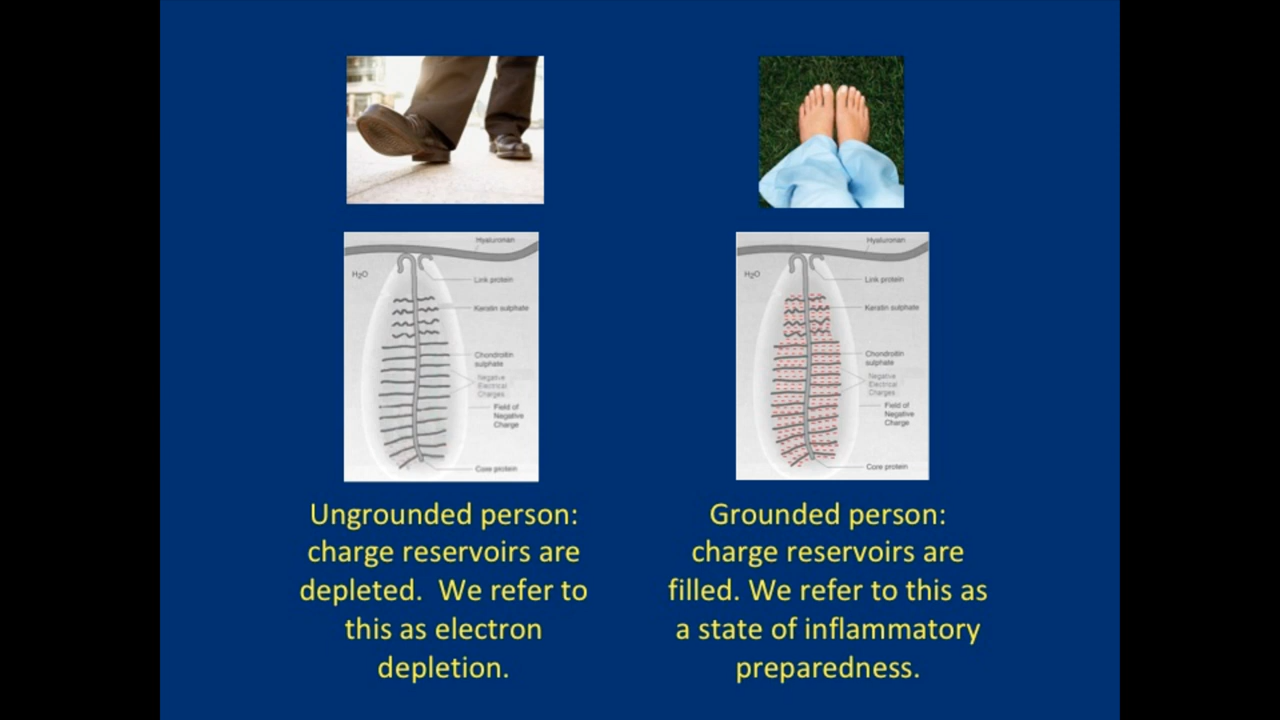 Hyaluronan
H₂O
Link protein
Keratin sulphate
Chondroitin
sulphate
Negative
Electrical
Charges
Field of
Negative
Charge
Core protein
Ungrounded person:
charge reservoirs are
depleted. We refer to
this as electron
depletion.
Hyaluronan
H₂O
Link protein
Keratin sulphate
Chondroitin
sulphate
Negative
Electrical
Charges
Field of
Negative
Charge
Core protein
Grounded person:
charge reservoirs are
filled. We refer to this as
a state of inflammatory
preparedness.